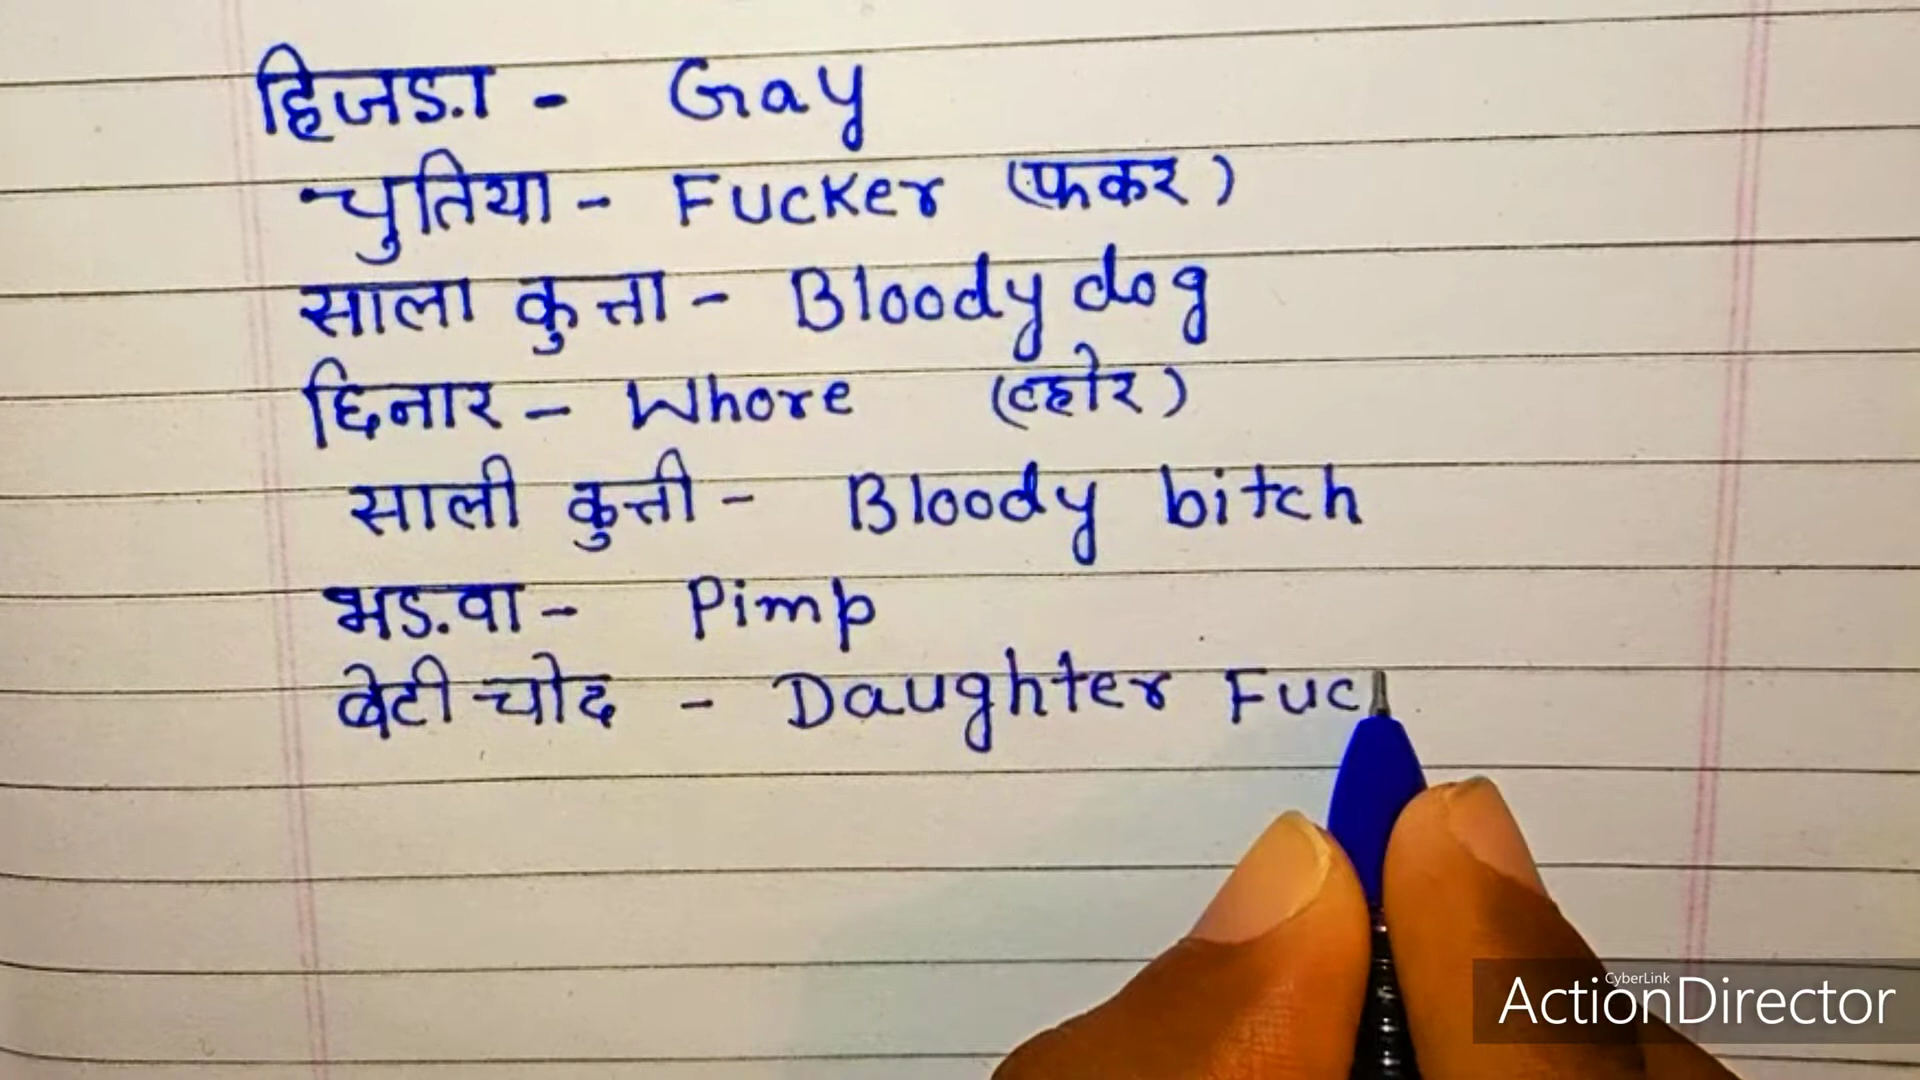 हिजड़ा - Gay
चुतिया - Fucker (फकर)
साला कुत्ता - Bloody dog
छिनार - Whore (व्होर)
साली कुत्ती - Bloody bitch
भड़वा - Pimp
बेटी चोद - Daughter Fuc
CyberLink
ActionDirector